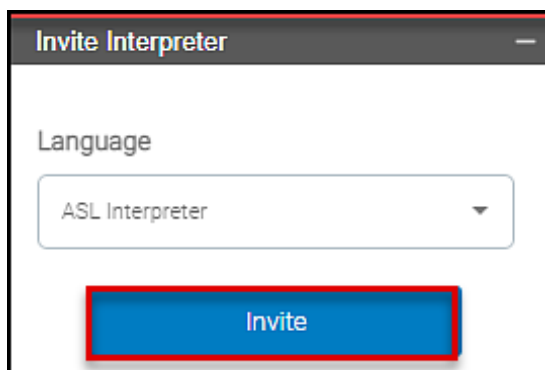 Invite Interpreter
Language
ASL Interpreter
Invite